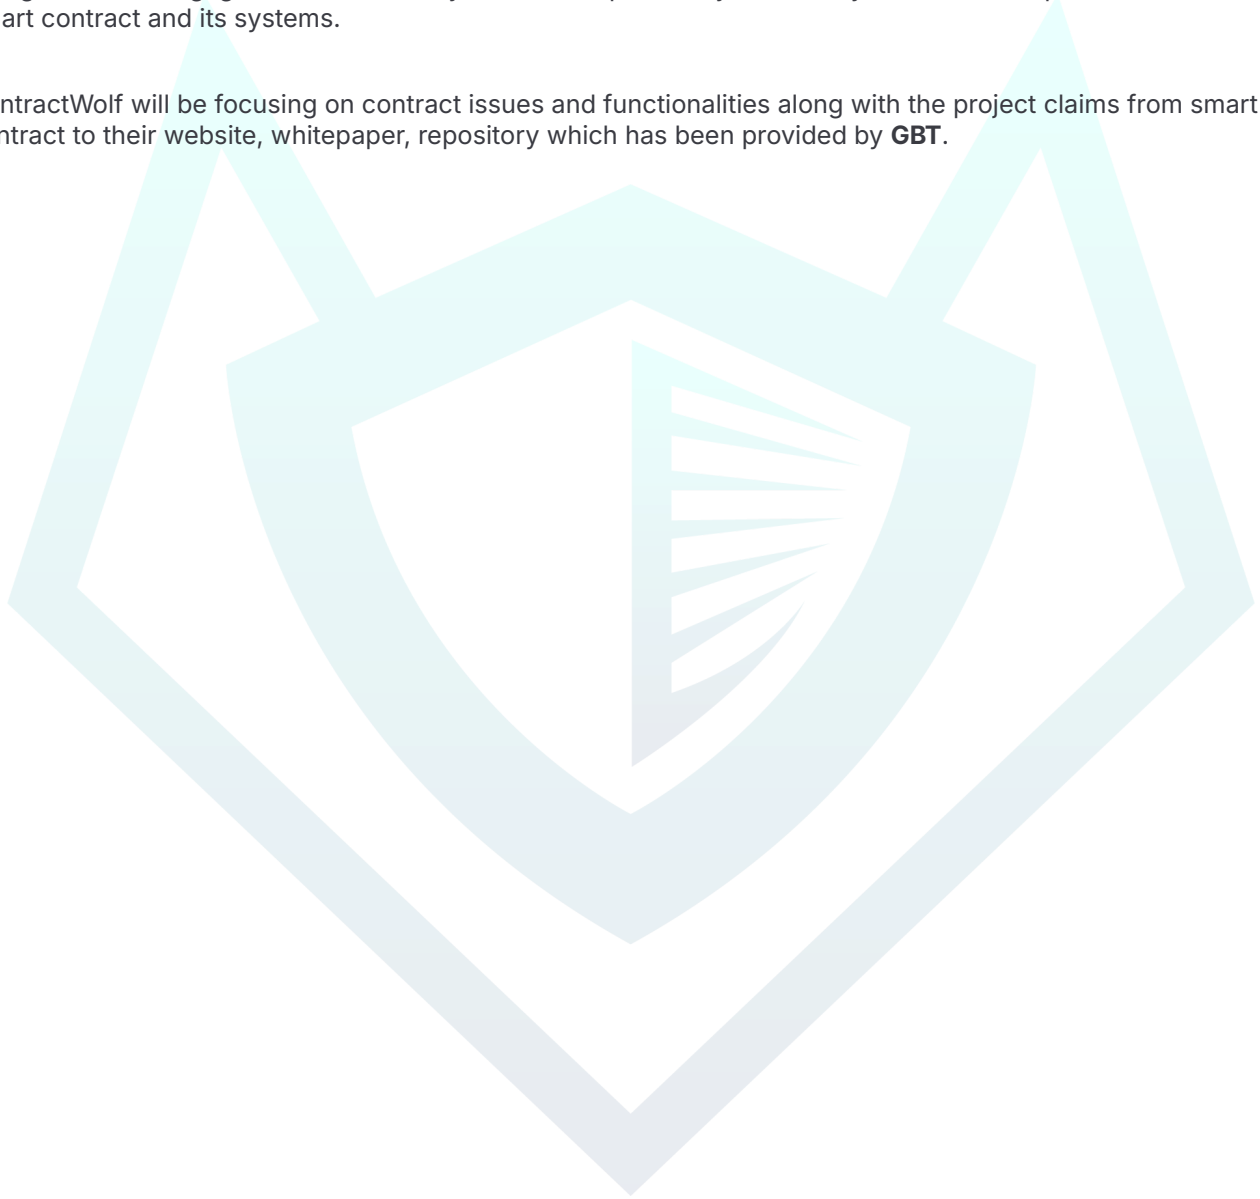 art contract and its systems.
ntractWolf will be focusing on contract issues and functionalities along with the project claims from smart
ntract to their website, whitepaper, repository which has been provided by GBT.